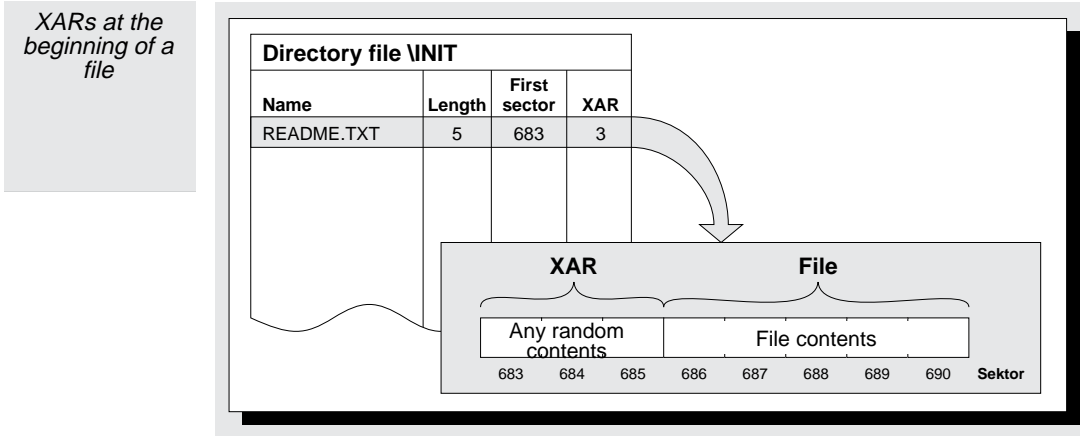 XARs at the
beginning of a
file
Directory file \INIT
First
Name Length sector XAR
README.TXT 5 683 3
XAR File
Any random
contents
File contents
683 684 685 686 687 688 689 690 Sektor